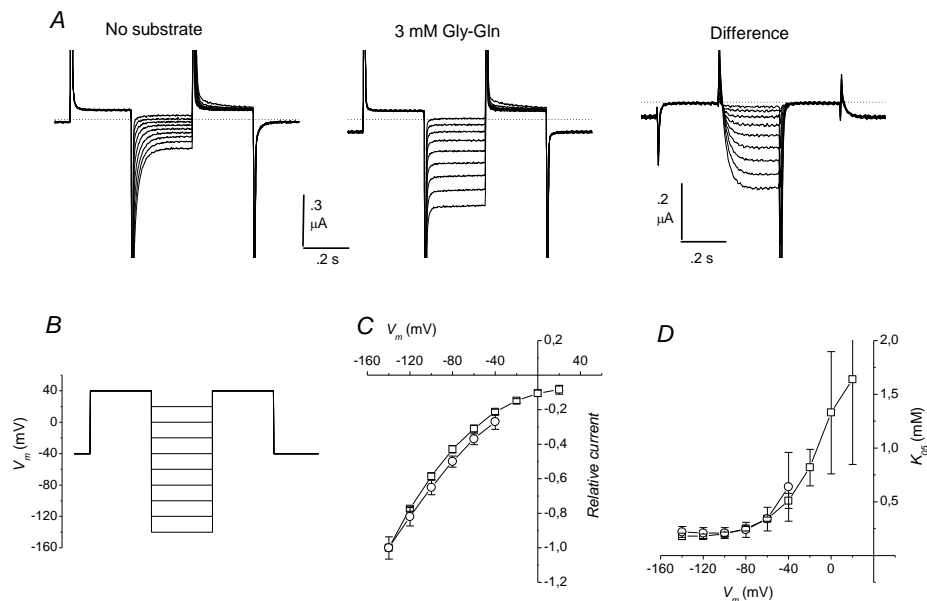 A
No substrate
3 mM Gly-Gln
Difference
.3
μA
.2 s
.2
μA
.2 s
B
V_m (mV)
40
0
-40
-80
-120
-160
C
V_m (mV)
-160 -120 -80 -40 0 40
0,2
-0,2
-0,4
-0,6
-0,8
-1,0
-1,2
Relative current
D
2,0
1,5
1,0
0,5
K_05 (mM)
-160 -120 -80 -40 0
V_m (mV)